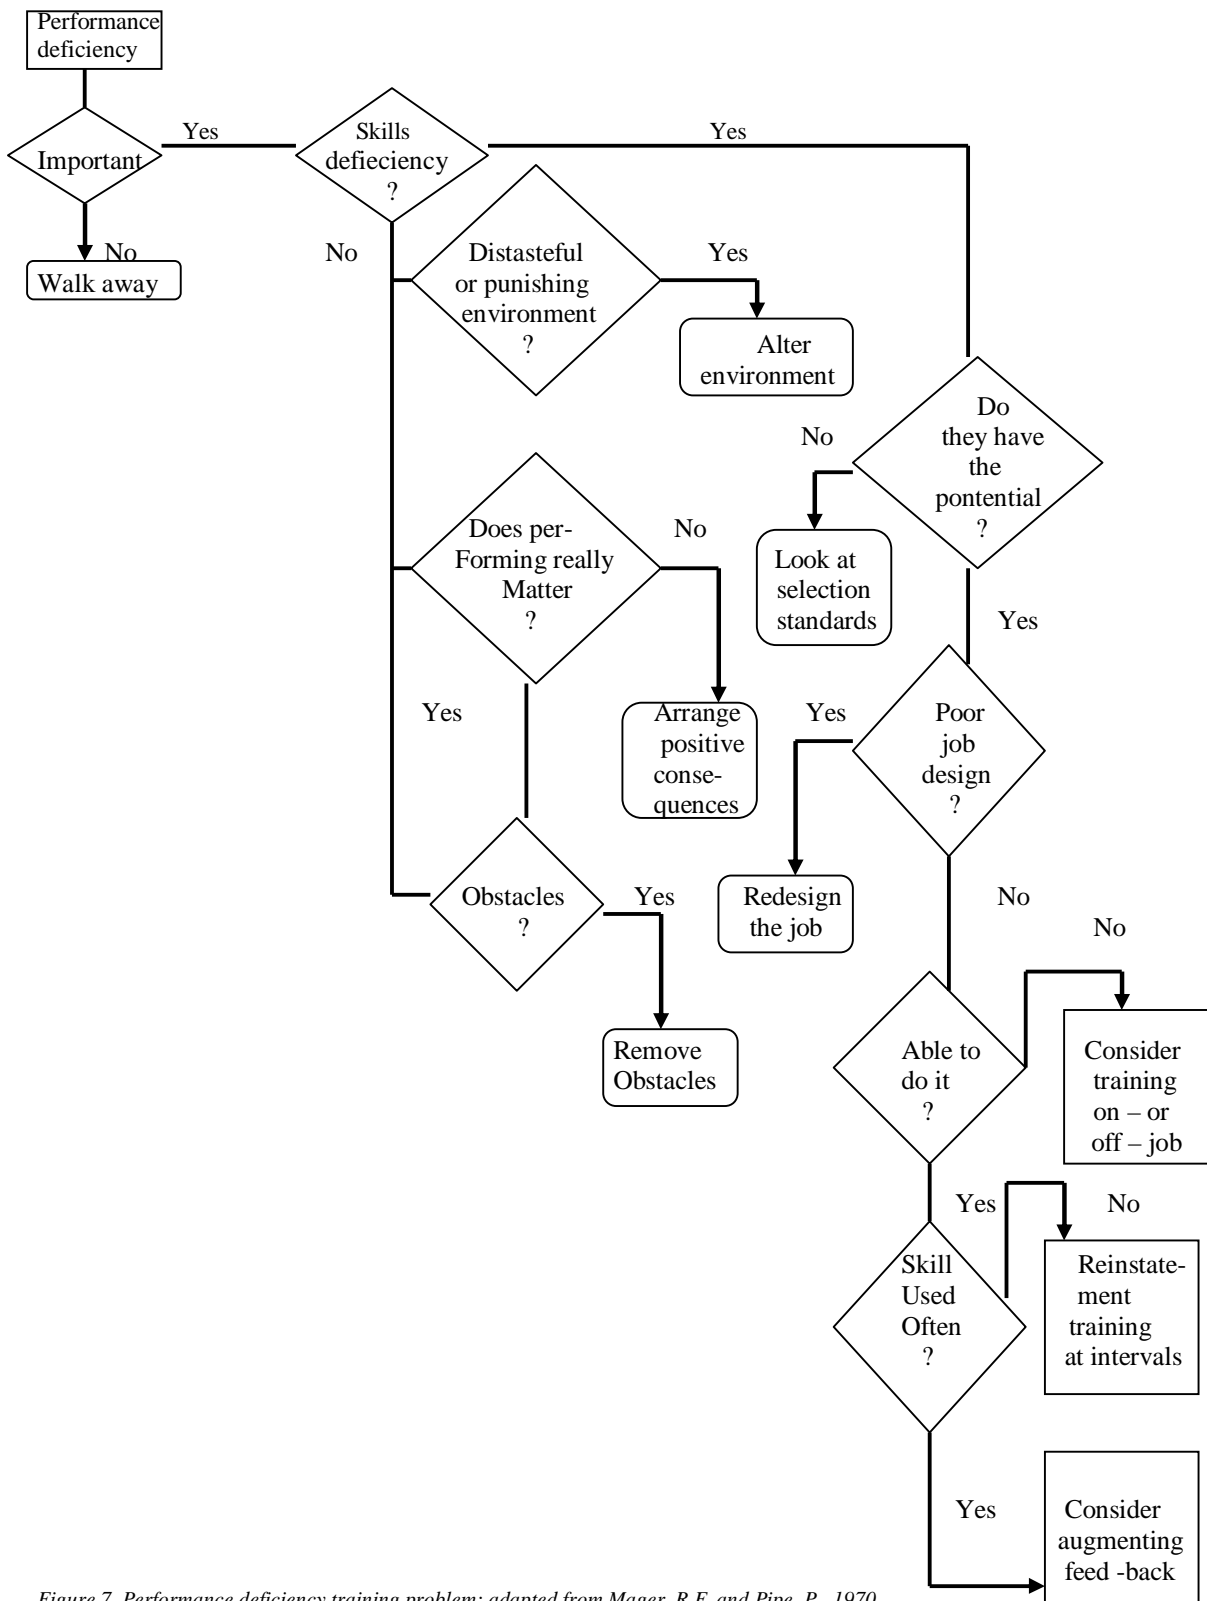 Performance
deficiency
Important
Yes
Skills
defieciency
?
Yes
No
Walk away
No
Distasteful
or punishing
environment
?
Yes
Alter
environment
Do
they have
the
pontential
?
No
Look at
selection
standards
Does per-
Forming really
Matter
?
No
Yes
Arrange
positive
conse-
quences
Yes
Poor
job
design
?
Yes
Redesign
the job
No
Obstacles
?
Yes
Remove
Obstacles
Able to
do it
?
No
Consider
training
on – or
off – job
Yes
Skill
Used
Often
?
No
Reinstate-
ment
training
at intervals
Yes
Consider
augmenting
feed -back
Figure 7. Performance deficiency training problem: adapted from Mager, R.F. and Pipe, P., 1970